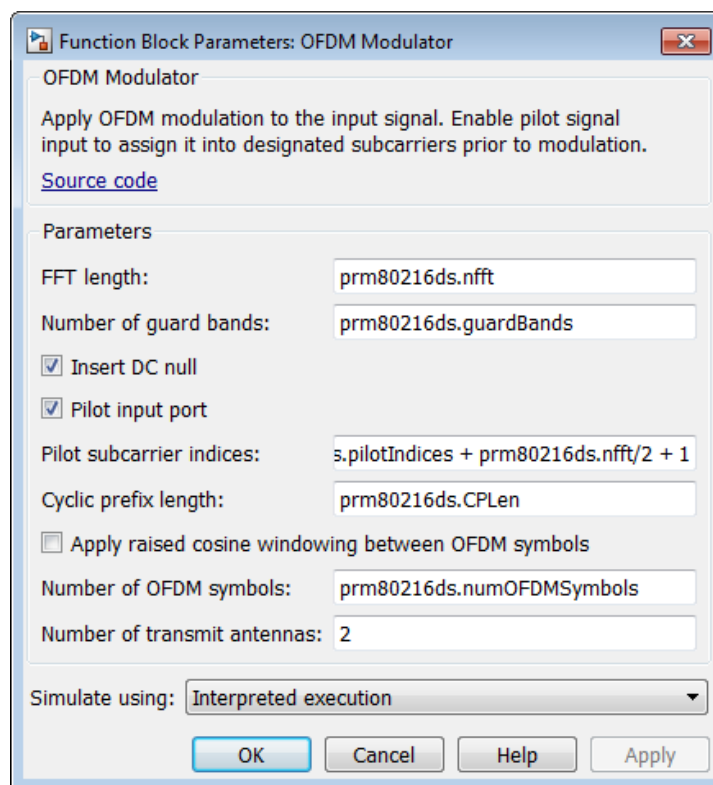 Function Block Parameters: OFDM Modulator
OFDM Modulator
Apply OFDM modulation to the input signal. Enable pilot signal
input to assign it into designated subcarriers prior to modulation.
Source code
Parameters
FFT length: prm80216ds.nfft
Number of guard bands: prm80216ds.guardBands
Insert DC null
Pilot input port
Pilot subcarrier indices: s.pilotIndices + prm80216ds.nfft/2 + 1
Cyclic prefix length: prm80216ds.CPLen
Apply raised cosine windowing between OFDM symbols
Number of OFDM symbols: prm80216ds.numOFDMSymbols
Number of transmit antennas: 2
Simulate using: Interpreted execution
OK Cancel Help Apply